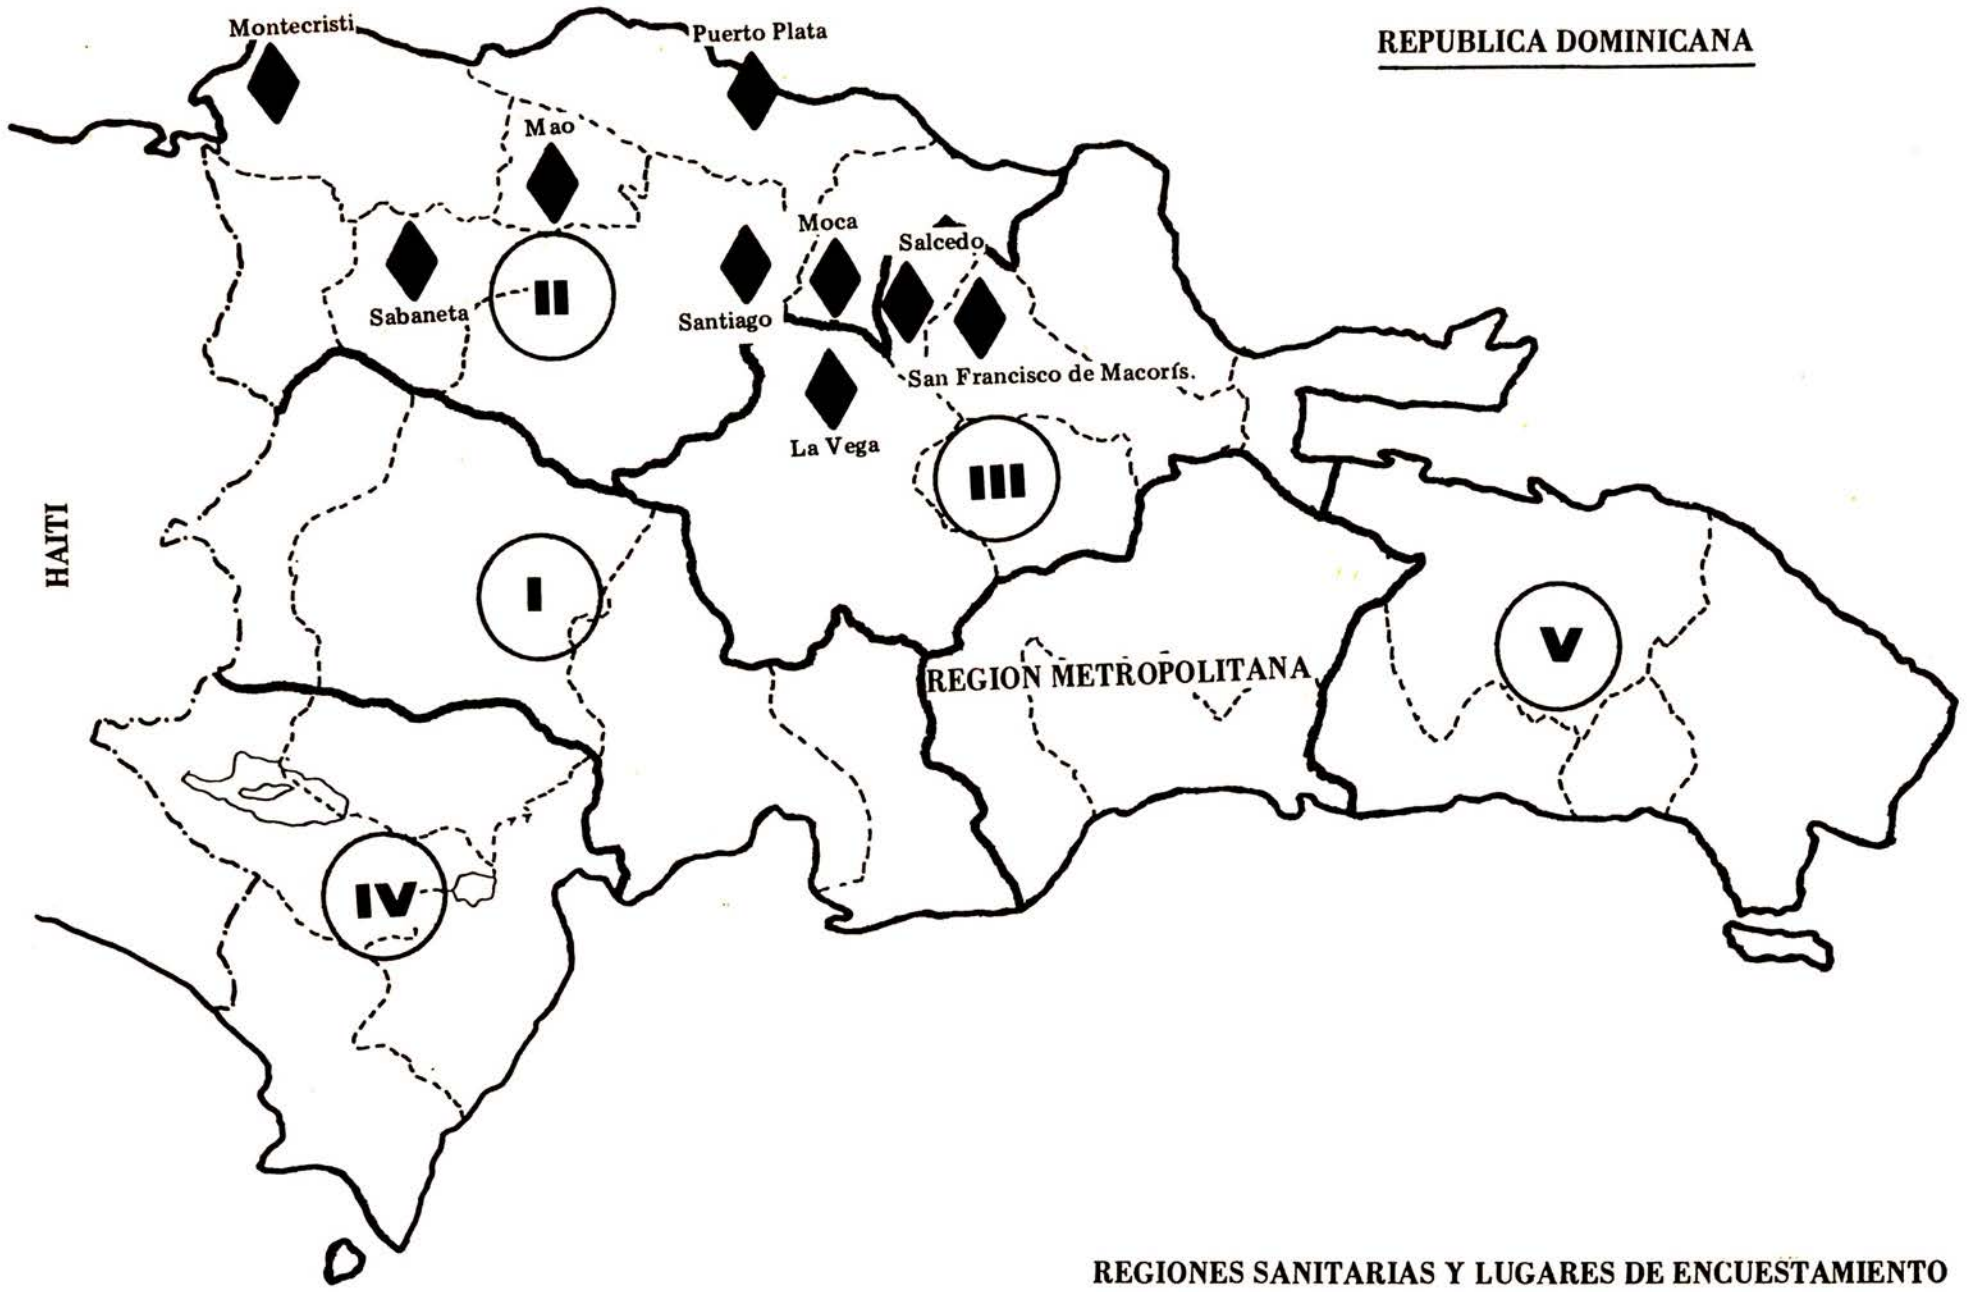 Montecristi
Puerto Plata
REPUBLICA DOMINICANA
Mao
Moca
Salcedo
II
Sabaneta
Santiago
San Francisco de Macorís.
La Vega
III
HAITI
I
V
REGION METROPOLITANA
IV
REGIONES SANITARIAS Y LUGARES DE ENCUESTAMIENTO